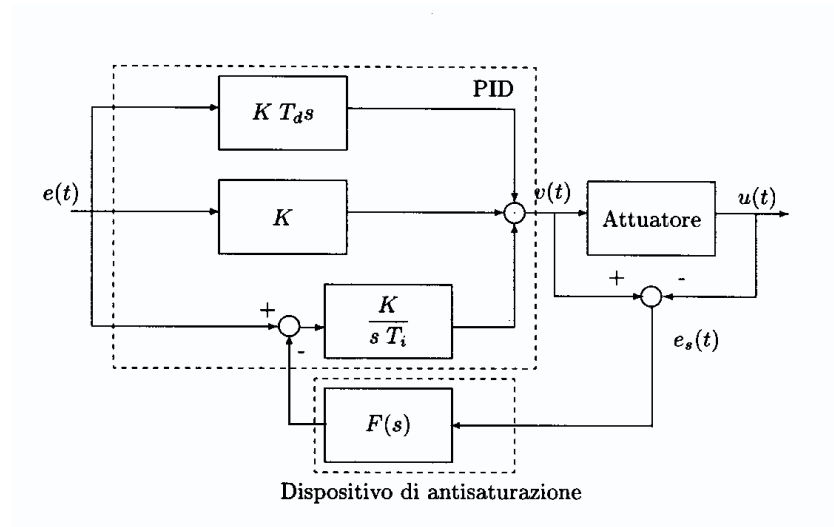 PID
K T_d s
e(t)
v(t)
u(t)
K
Attuatore
+
-
+
K
s T_i
-
e_s(t)
F(s)
Dispositivo di antisaturazione